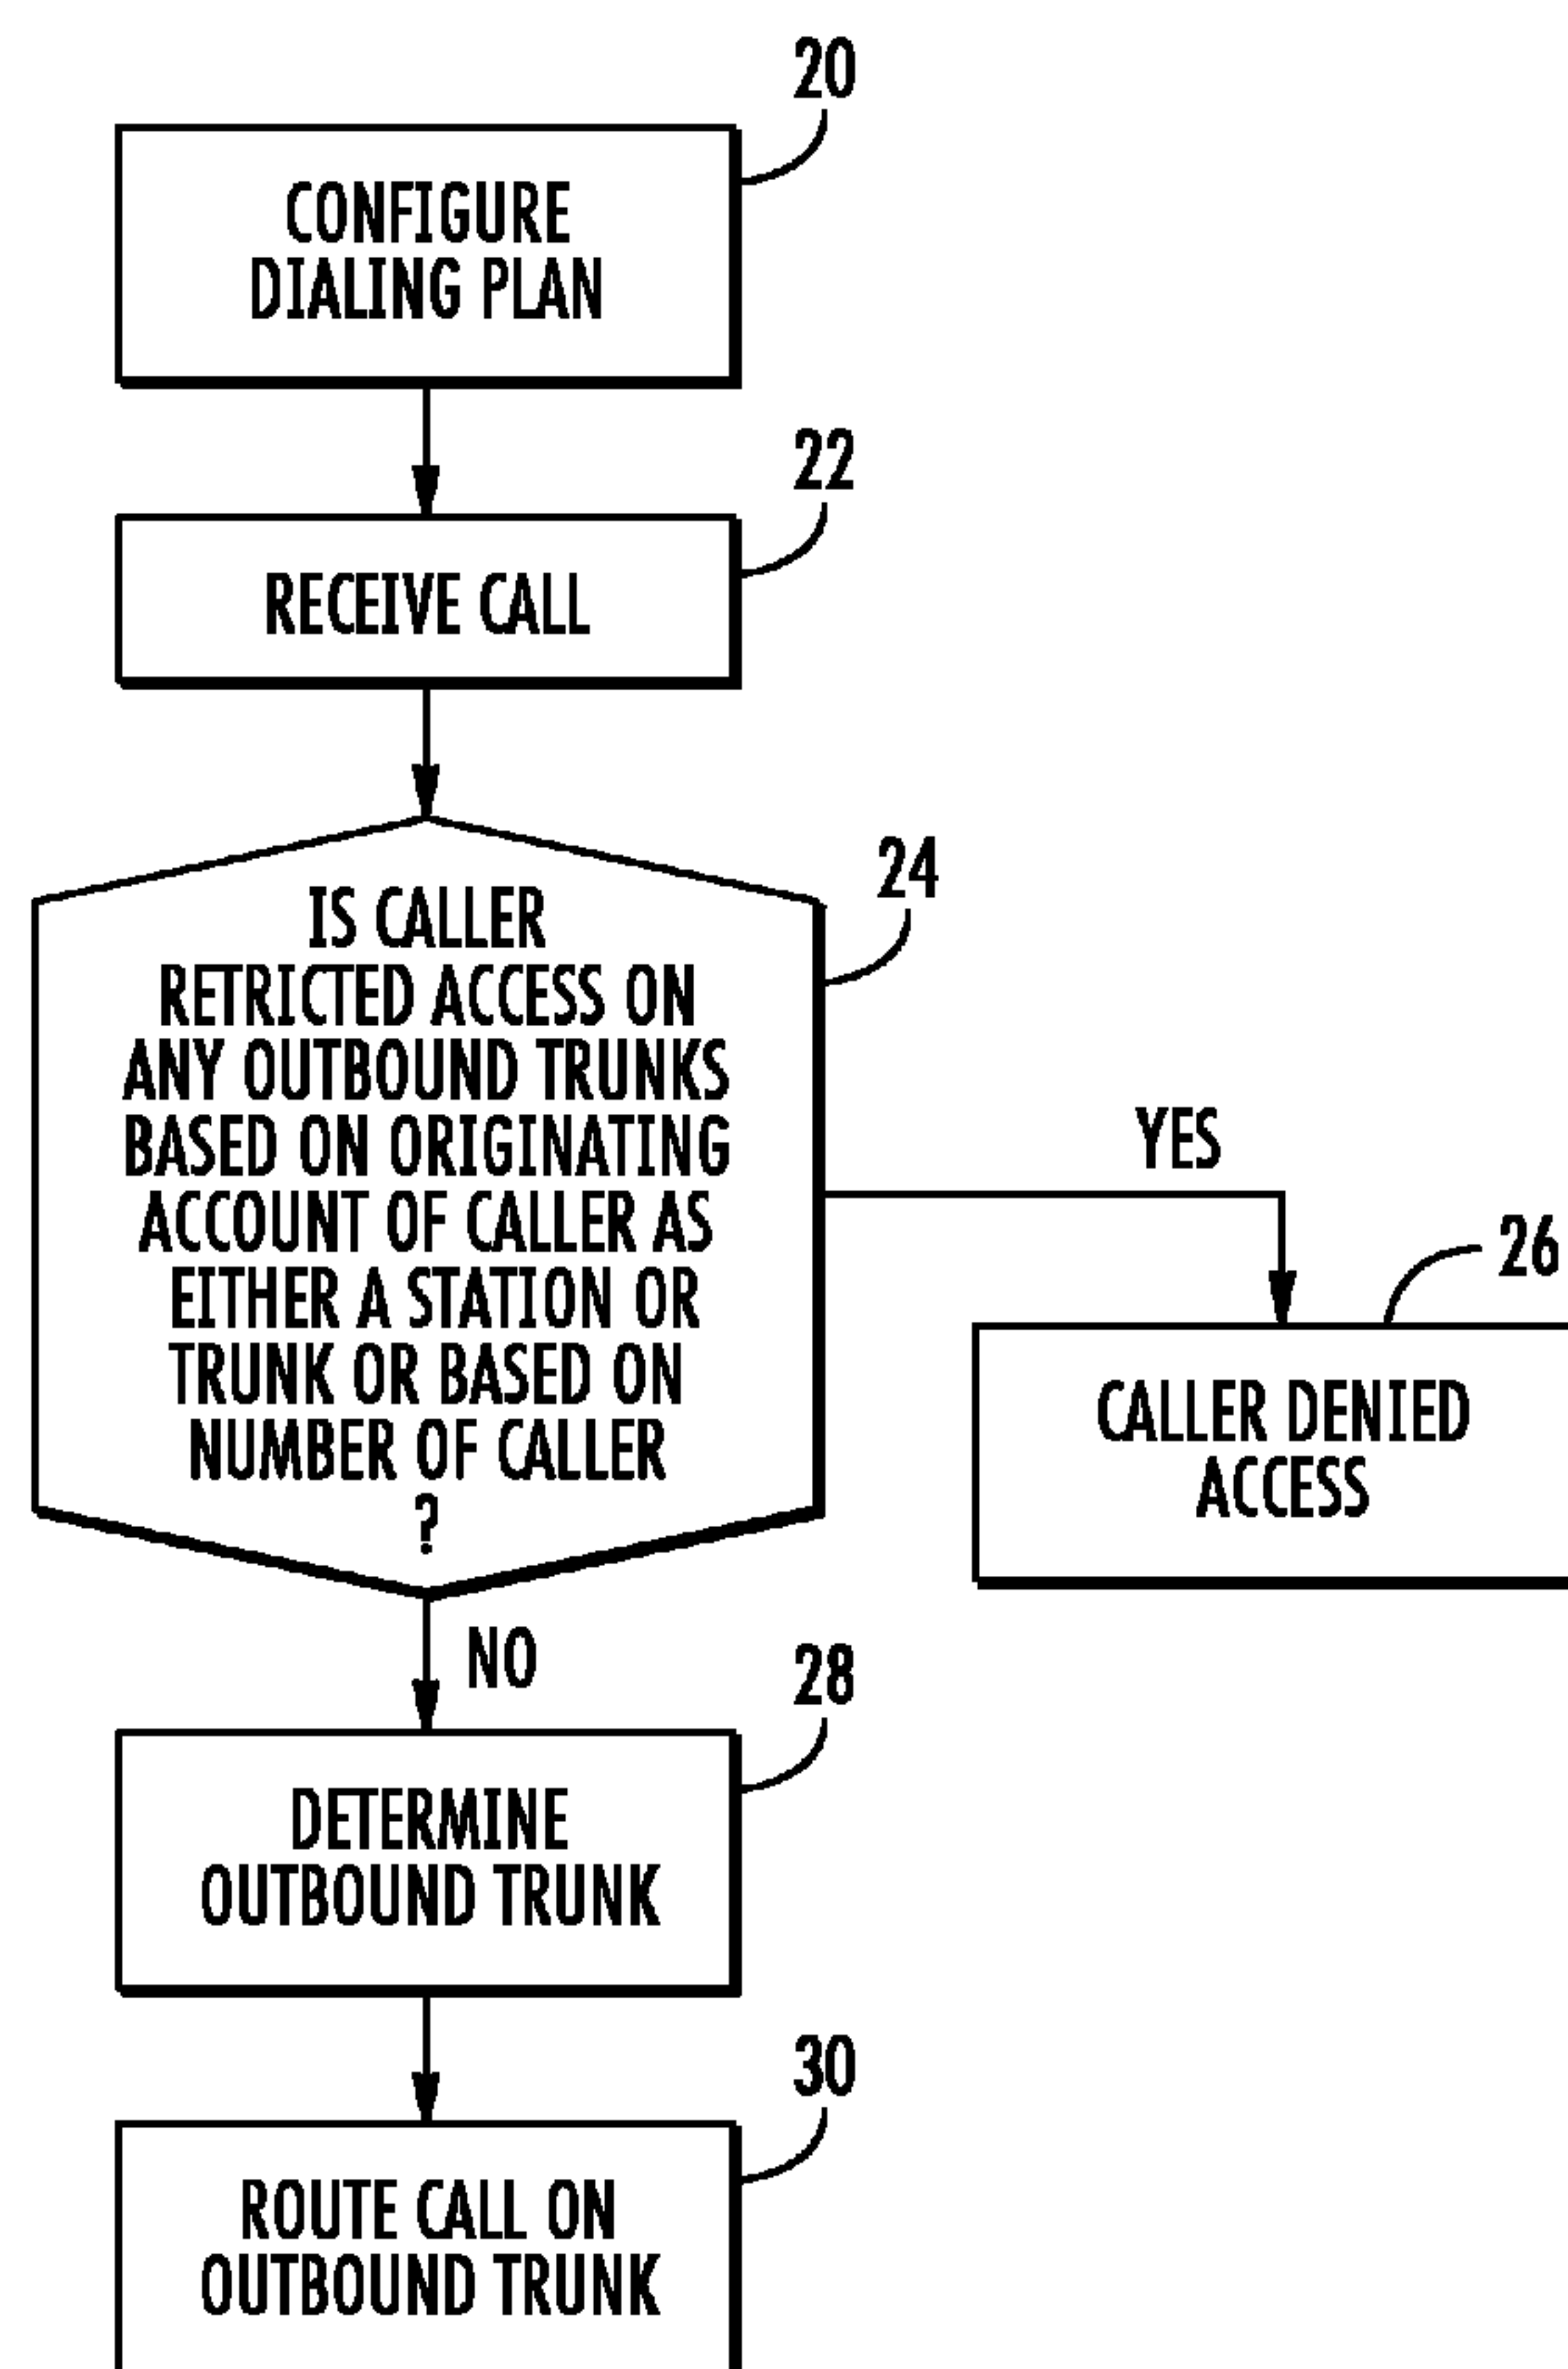 20
CONFIGURE
DIALING PLAN
22
RECEIVE CALL
24
IS CALLER
RETRICTED ACCESS ON
ANY OUTBOUND TRUNKS
BASED ON ORIGINATING
ACCOUNT OF CALLER AS
EITHER A STATION OR
TRUNK OR BASED ON
NUMBER OF CALLER
?
YES
26
CALLER DENIED
ACCESS
NO
28
DETERMINE
OUTBOUND TRUNK
30
ROUTE CALL ON
OUTBOUND TRUNK